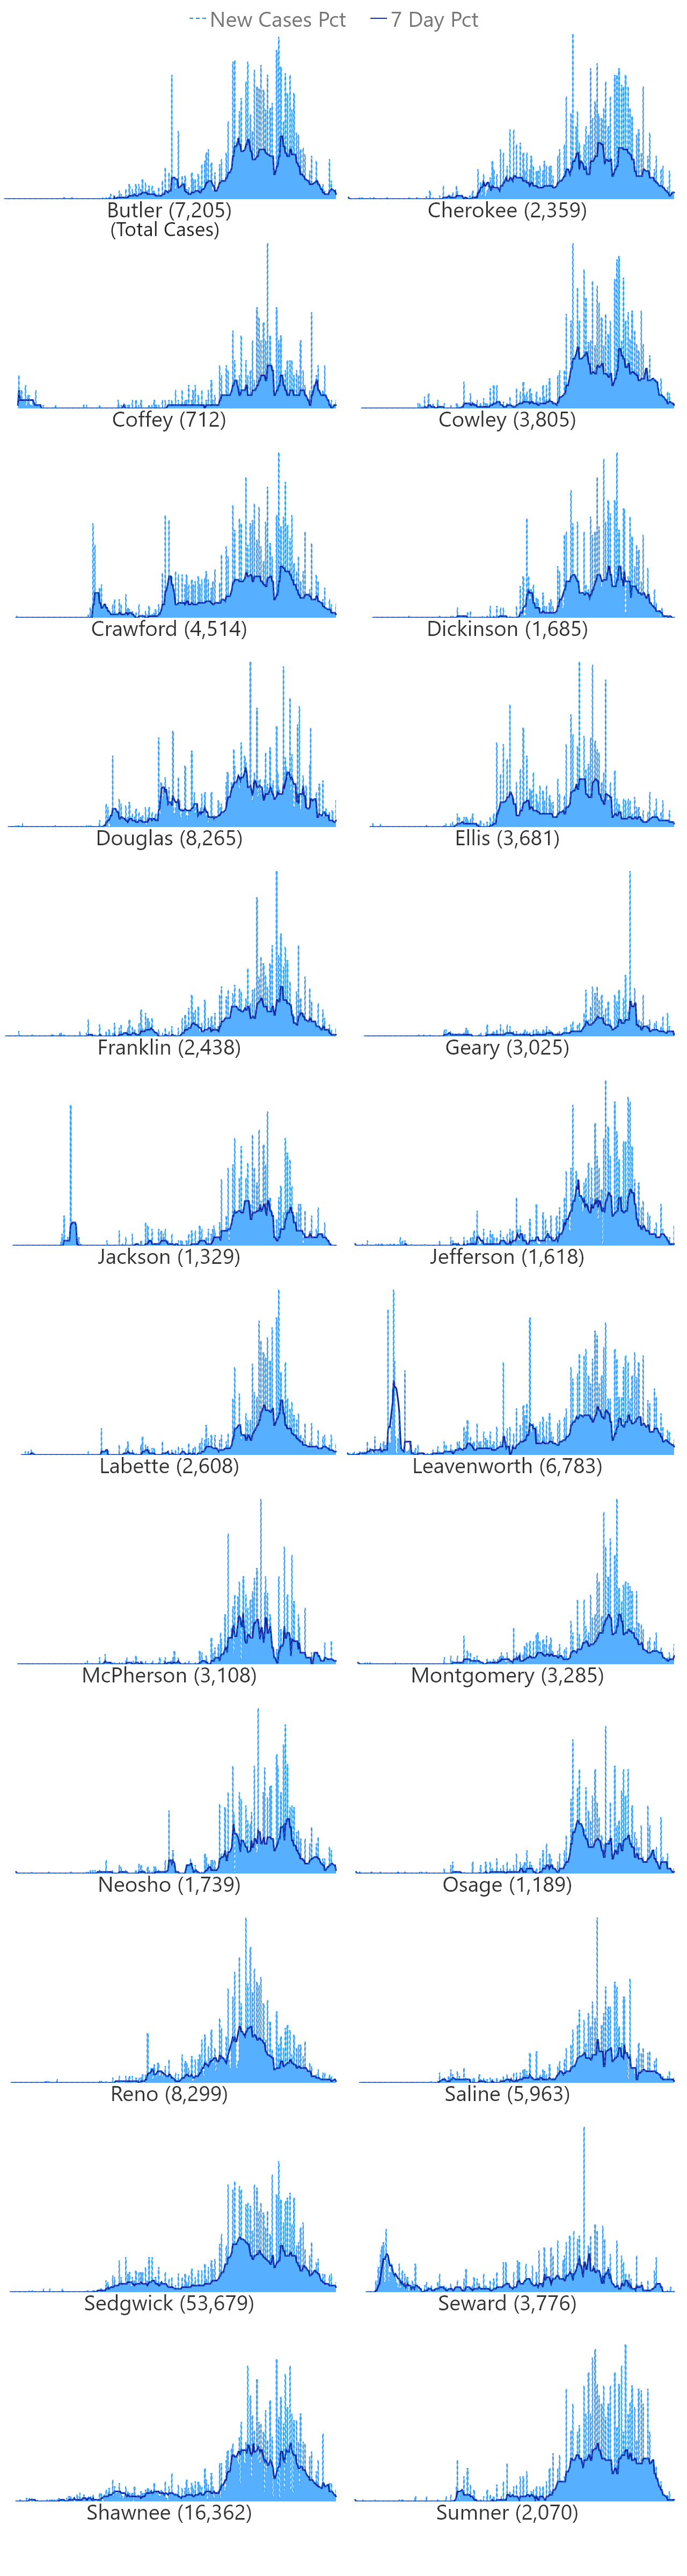 New Cases Pct 7 Day Pct
Butler (7,205) Cherokee (2,359)
(Total Cases)
Coffey (712) Cowley (3,805)
Crawford (4,514) Dickinson (1,685)
Douglas (8,265) Ellis (3,681)
Franklin (2,438) Geary (3,025)
Jackson (1,329) Jefferson (1,618)
Labette (2,608) Leavenworth (6,783)
McPherson (3,108) Montgomery (3,285)
Neosho (1,739) Osage (1,189)
Reno (8,299) Saline (5,963)
Sedgwick (53,679) Seward (3,776)
Shawnee (16,362) Sumner (2,070)